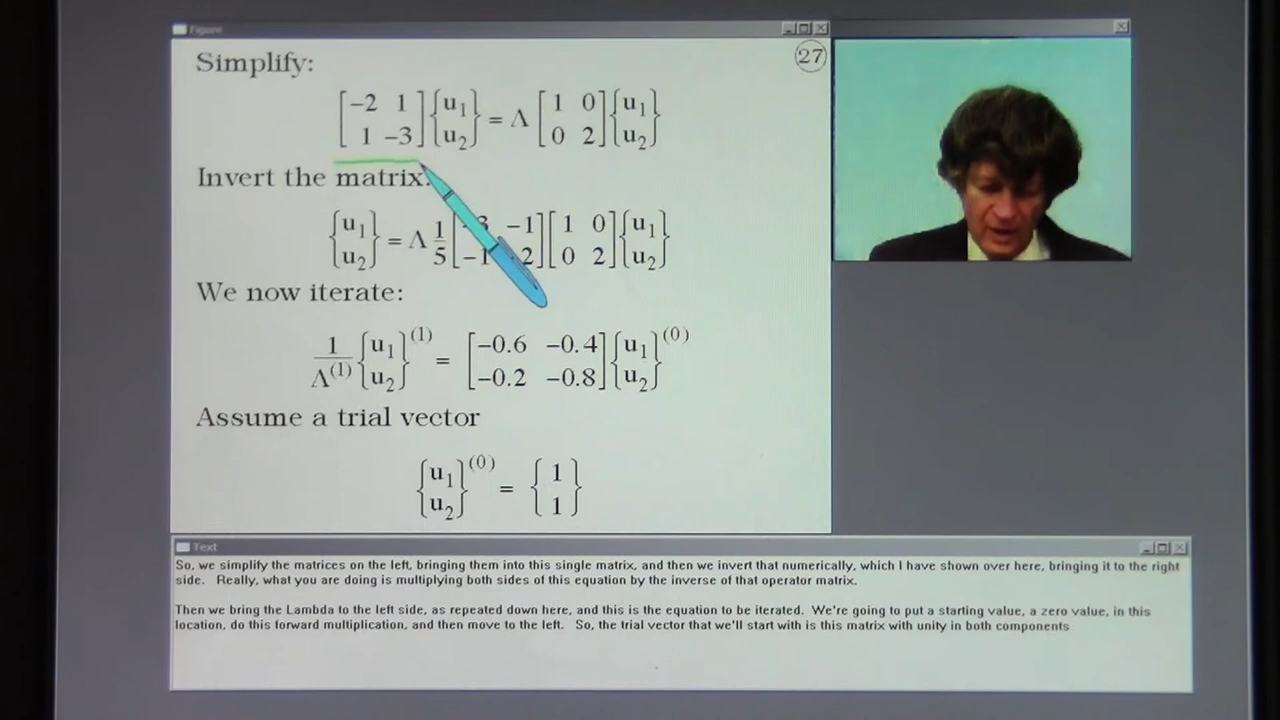 Figure
Simplify:
27
[−2 1; 1 −3]{u1; u2} = Λ [1 0; 0 2]{u1; u2}
Invert the matrix.
{u1; u2} = Λ 1/5 [-3 −1; −1 -2][1 0; 0 2]{u1; u2}
We now iterate:
1/Λ(1) {u1; u2}(1) = [−0.6 −0.4; −0.2 −0.8]{u1; u2}(0)
Assume a trial vector
{u1; u2}(0) = {1; 1}
Text
So, we simplify the matrices on the left, bringing them into this single matrix, and then we invert that numerically, which I have shown over here, bringing it to the right
side. Really, what you are doing is multiplying both sides of this equation by the inverse of that operator matrix.
Then we bring the Lambda to the left side, as repeated down here, and this is the equation to be iterated. We're going to put a starting value, a zero value, in this
location, do this forward multiplication, and then move to the left. So, the trial vector that we'll start with is this matrix with unity in both components